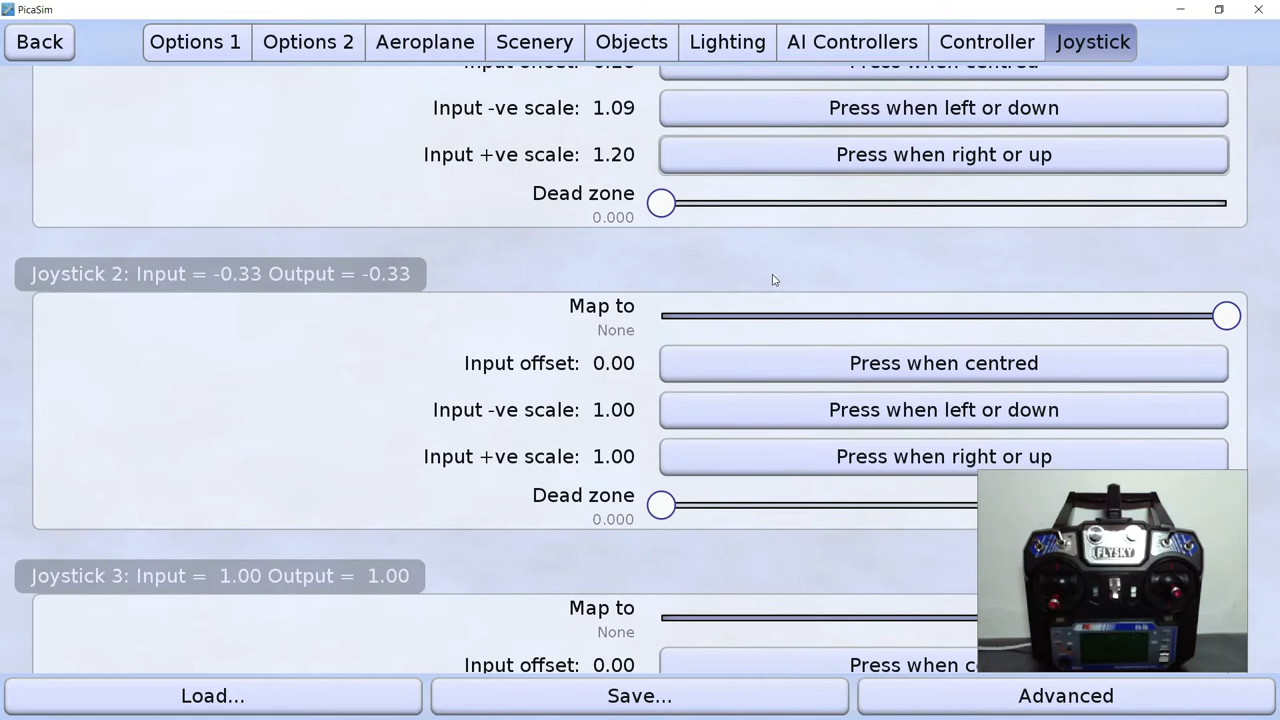 PicaSim
Back
Options 1
Options 2
Aeroplane
Scenery
Objects
Lighting
AI Controllers
Controller
Joystick
Input -ve scale: 1.09
Press when left or down
Input +ve scale: 1.20
Press when right or up
Dead zone
0.000
Joystick 2: Input = -0.33 Output = -0.33
Map to
None
Input offset: 0.00
Press when centred
Input -ve scale: 1.00
Press when left or down
Input +ve scale: 1.00
Press when right or up
Dead zone
0.000
FLYSKY
Joystick 3: Input = 1.00 Output = 1.00
Map to
None
Input offset: 0.00
Press when c
Load...
Save...
Advanced